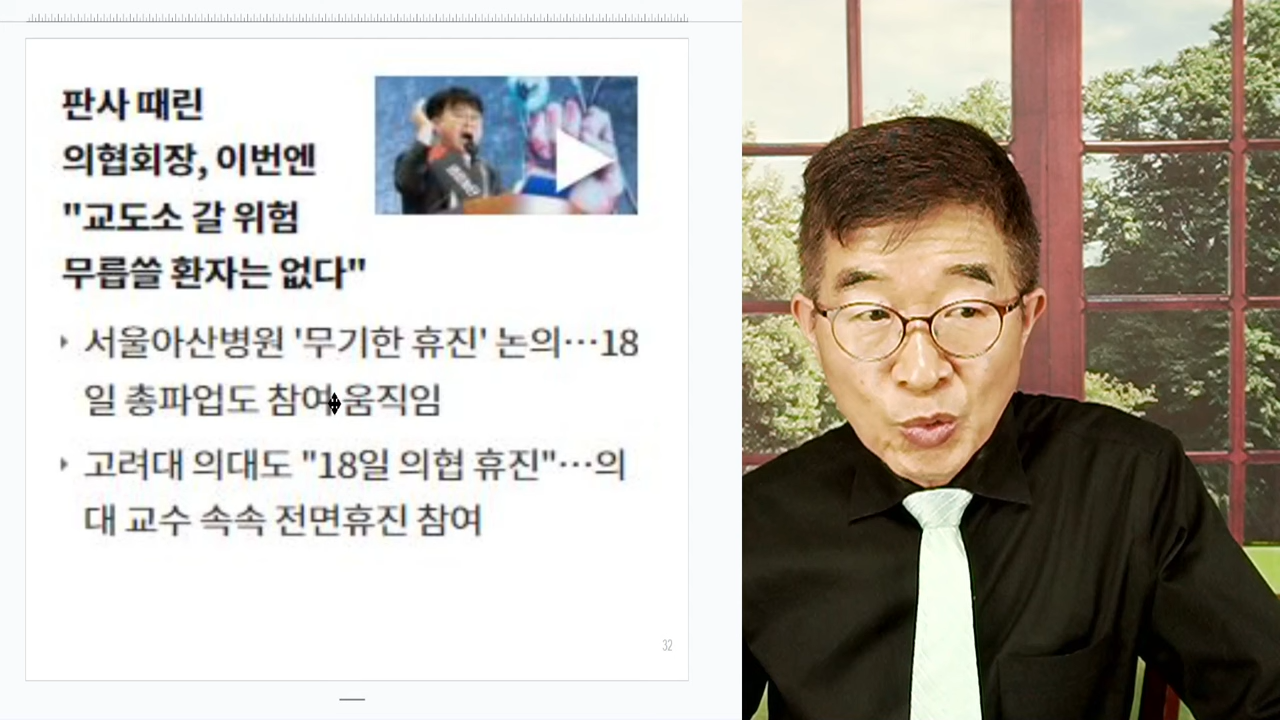 판사 때린
의협회장, 이번엔
"교도소 갈 위험
무릅쓸 환자는 없다"
서울아산병원 '무기한 휴진' 논의…18
일 총파업도 참여 움직임
고려대 의대도 "18일 의협 휴진"…의
대 교수 속속 전면휴진 참여
32